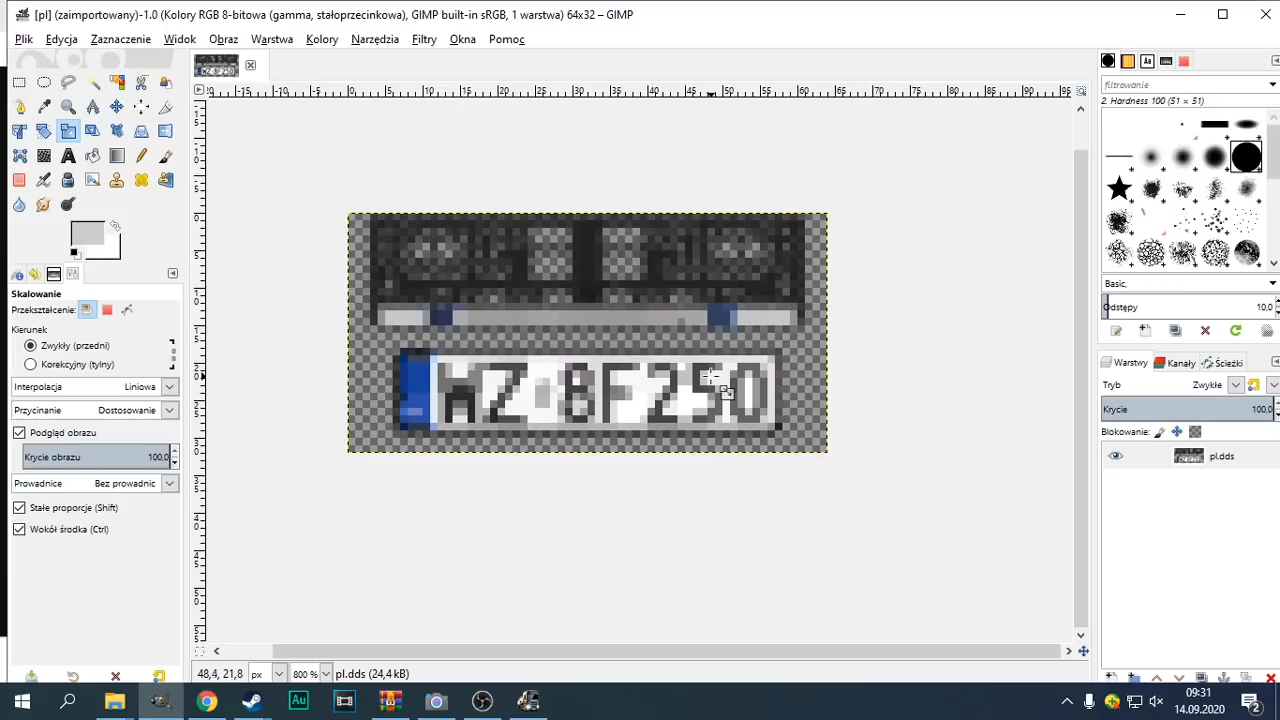 [pl] (zaimportowany)-1.0 (Kolory RGB 8-bitowa (gamma, stałoprzecinkowa), GIMP built-in sRGB, 1 warstwa) 64x32 – GIMP
Plik Edycja Zaznaczenie Widok Obraz Warstwa Kolory Narzędzia Filtry Okna Pomoc
filtrowanie
2. Hardness 100 (51 × 51)
Skalowanie
Przekształcenie:
Kierunek
Zwykły (przedni)
Korekcyjny (tylny)
Interpolacja Liniowa
Przycinanie Dostosowanie
Podgląd obrazu
Krycie obrazu 100,0
Prowadnice Bez prowadnic
Stałe proporcje (Shift)
Wokół środka (Ctrl)
8F250
Basic,
Odstępy 10,0
Warstwy Kanały Ścieżki
Tryb Zwykłe
Krycie 100,0
Blokowanie:
pl.dds
48,4, 21,8 px 800 % pl.dds (24,4 kB)
Au
09:31
14.09.2020
2